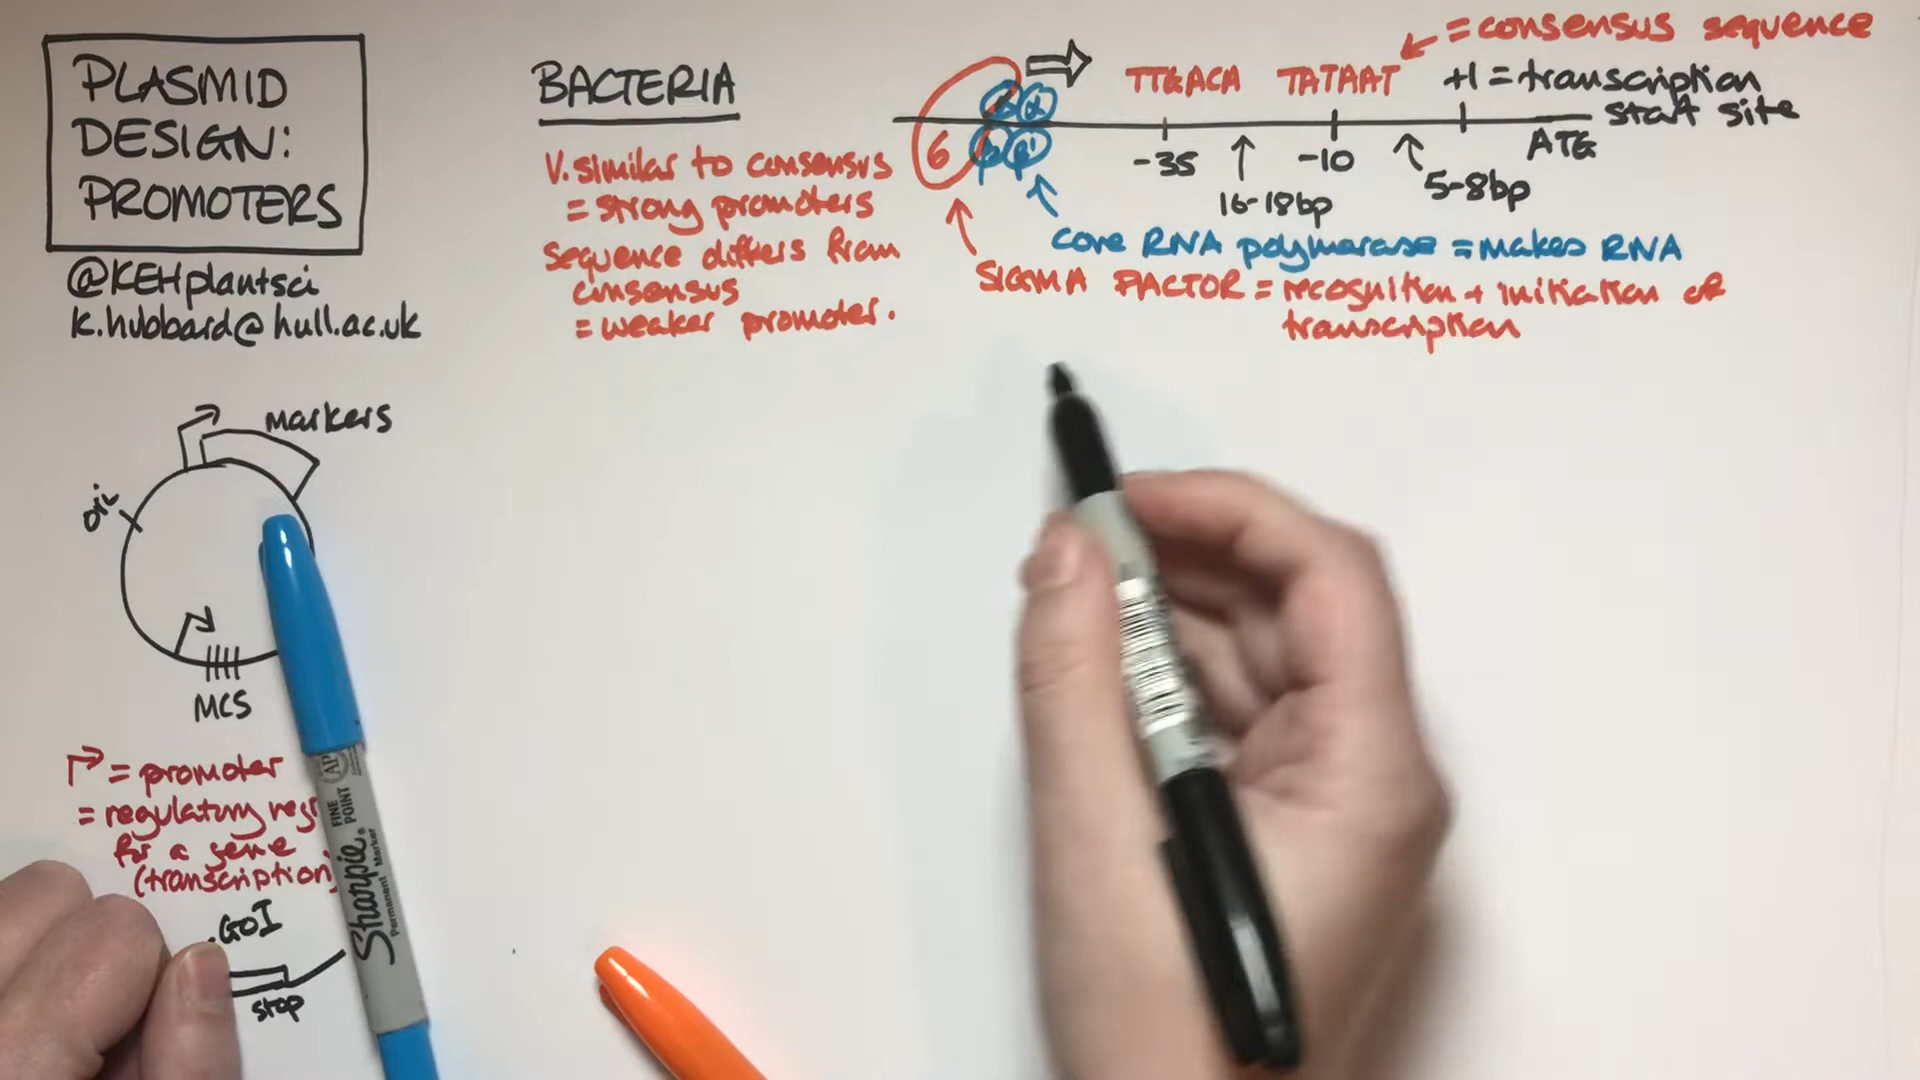 PLASMID
DESIGN:
PROMOTERS
@KEHplantsci
k.hubbard@hull.ac.uk
markers
ori
MCS
= promoter
= regulatory
for a gene
(transcription)
GOI
stop
BACTERIA
V. similar to consensus
= strong promoters
sequence differs from
consensus
= weaker promoter.
= consensus sequence
TTGACA TATAAT +1 = transcription
start site
α α
6 β β'
-35 -10 ATG
16-18bp 5-8bp
core RNA polymerase = makes RNA
SIGMA FACTOR = recognition + initiation of
transcription
Sharpie
FINE POINT
Permanent Marker
AP